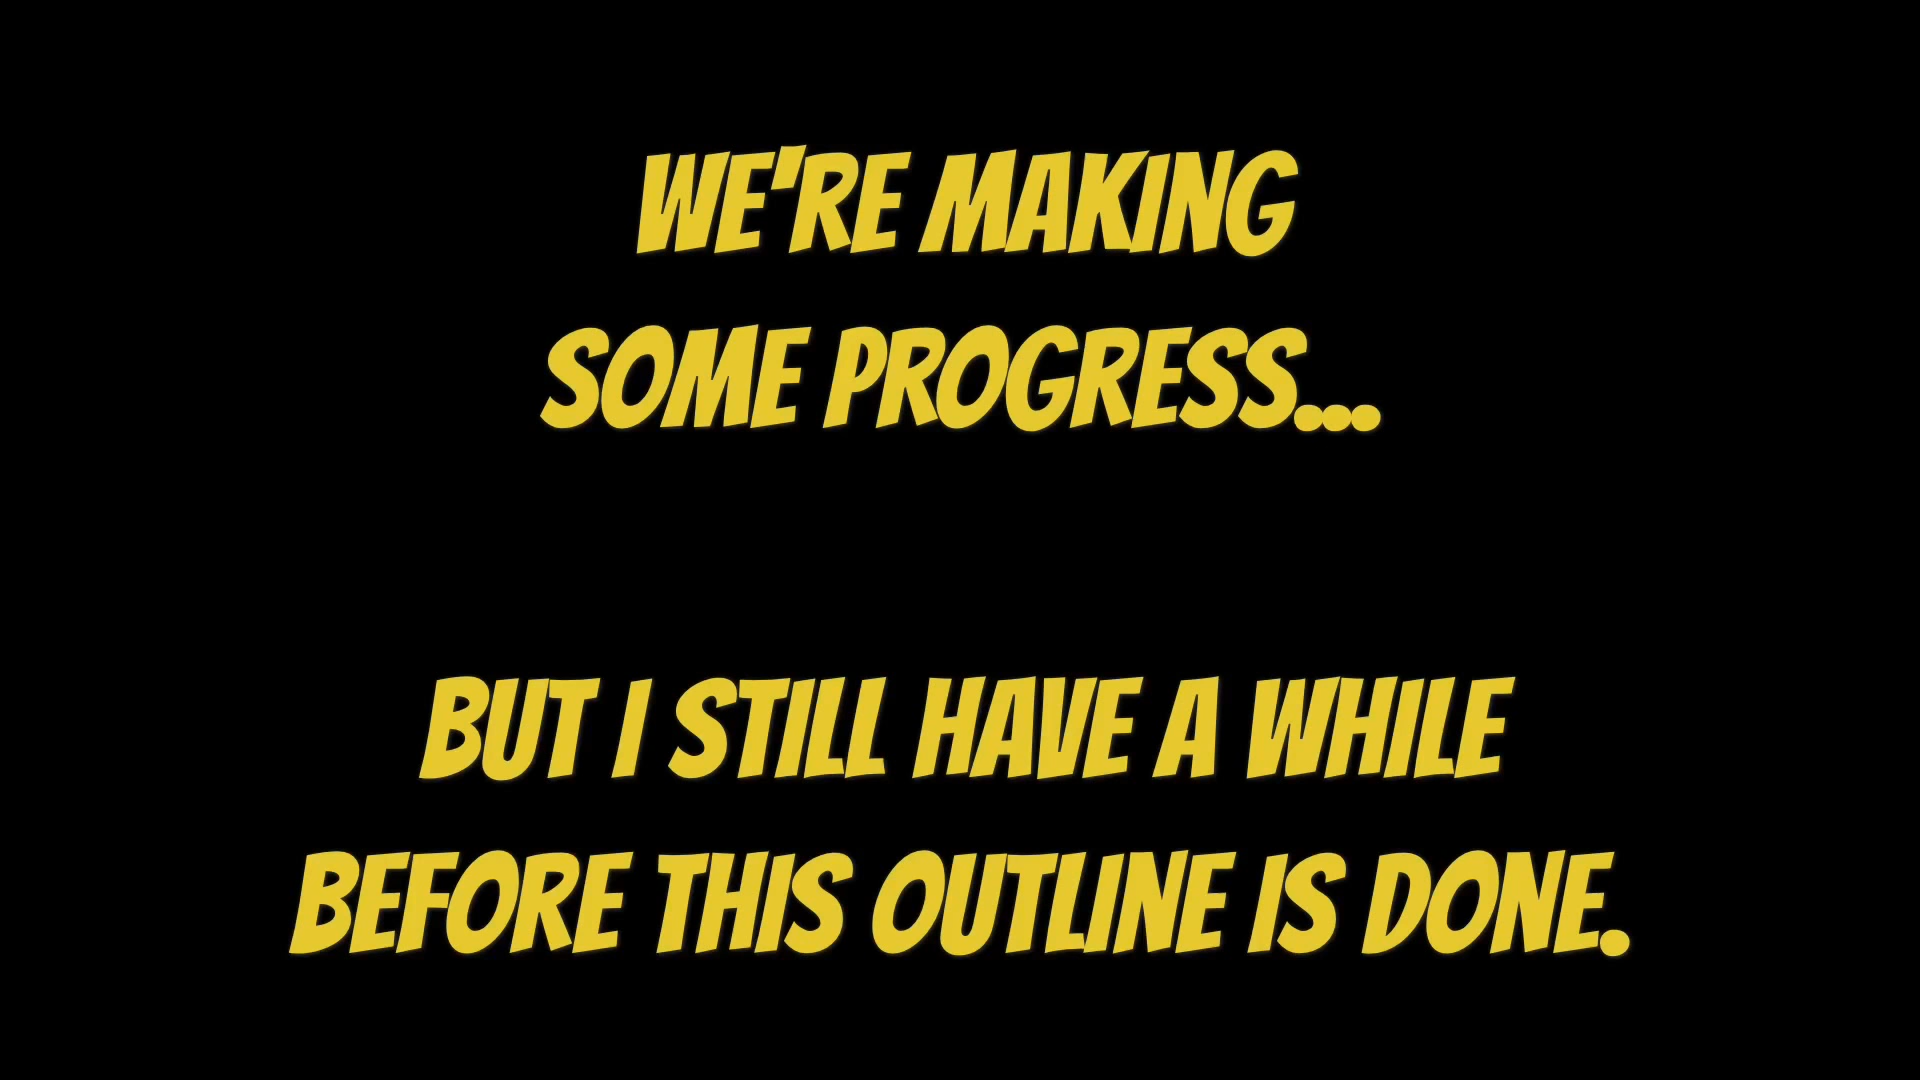 WE'RE MAKING
SOME PROGRESS...
BUT I STILL HAVE A WHILE
BEFORE THIS OUTLINE IS DONE.